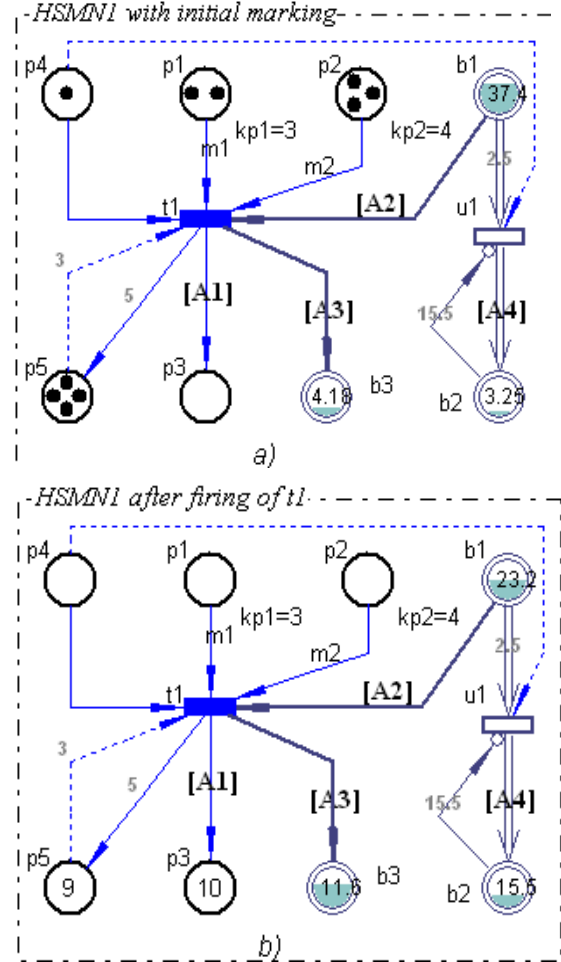 HSMN1 with initial marking
p4 p1 p2 b1
37.4
kp1=3 kp2=4
m1 m2 2.5
t1 [A2] u1
3 5 [A1] [A3] 15.5 [A4]
p5 p3 b3
4.18 3.25
b2
a)
HSMN1 after firing of t1
p4 p1 p2 b1
23.2
kp1=3 kp2=4
m1 m2 2.5
t1 [A2] u1
3 5 [A1] [A3] 15.5 [A4]
p5 p3 b3
9 10 11.6 15.5
b2
b)